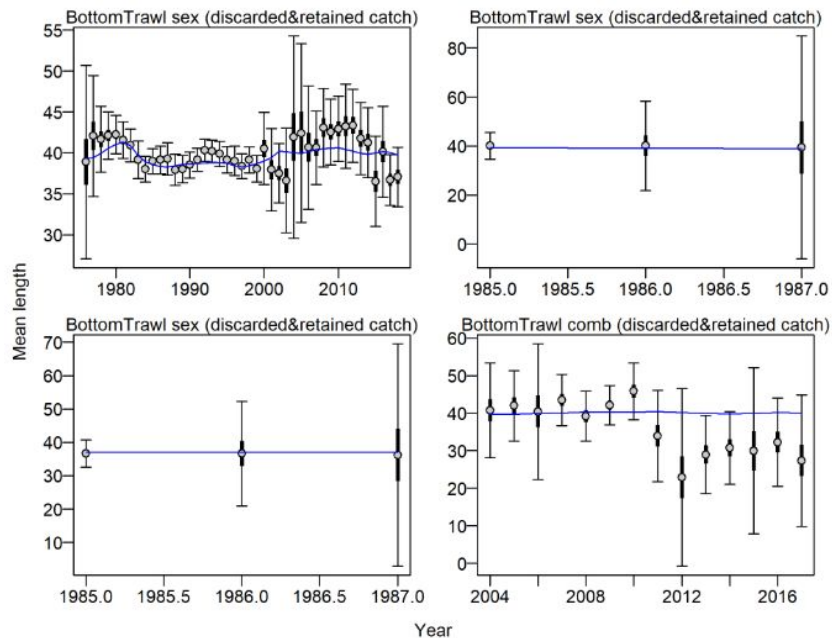 BottomTrawl sex (discarded&retained catch)
55
50
45
40
35
30
1980 1990 2000 2010
BottomTrawl sex (discarded&retained catch)
80
60
40
20
0
1985.0 1985.5 1986.0 1986.5 1987.0
Mean length
BottomTrawl sex (discarded&retained catch)
70
60
50
40
30
20
10
1985.0 1985.5 1986.0 1986.5 1987.0
BottomTrawl comb (discarded&retained catch)
60
50
40
30
20
10
0
2004 2008 2012 2016
Year